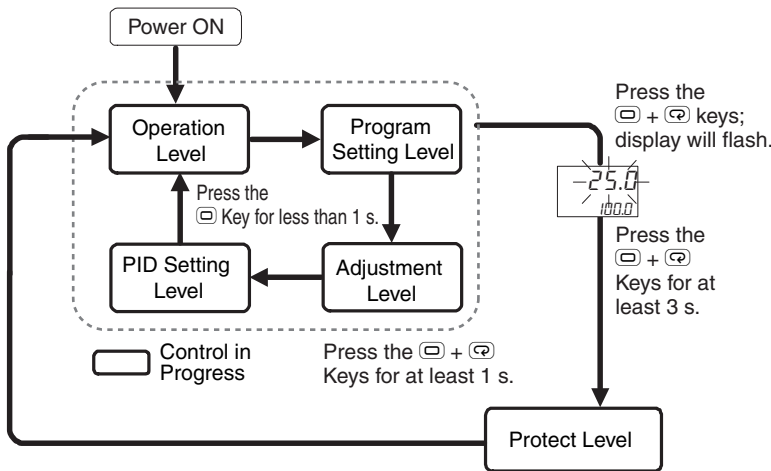 Power ON
Operation
Level
Program
Setting Level
Press the
Key for less than 1 s.
PID Setting
Level
Adjustment
Level
Control in
Progress
Press the +
Keys for at least 1 s.
Press the
+ keys;
display will flash.
25.0
100.0
Press the
+
Keys for at
least 3 s.
Protect Level